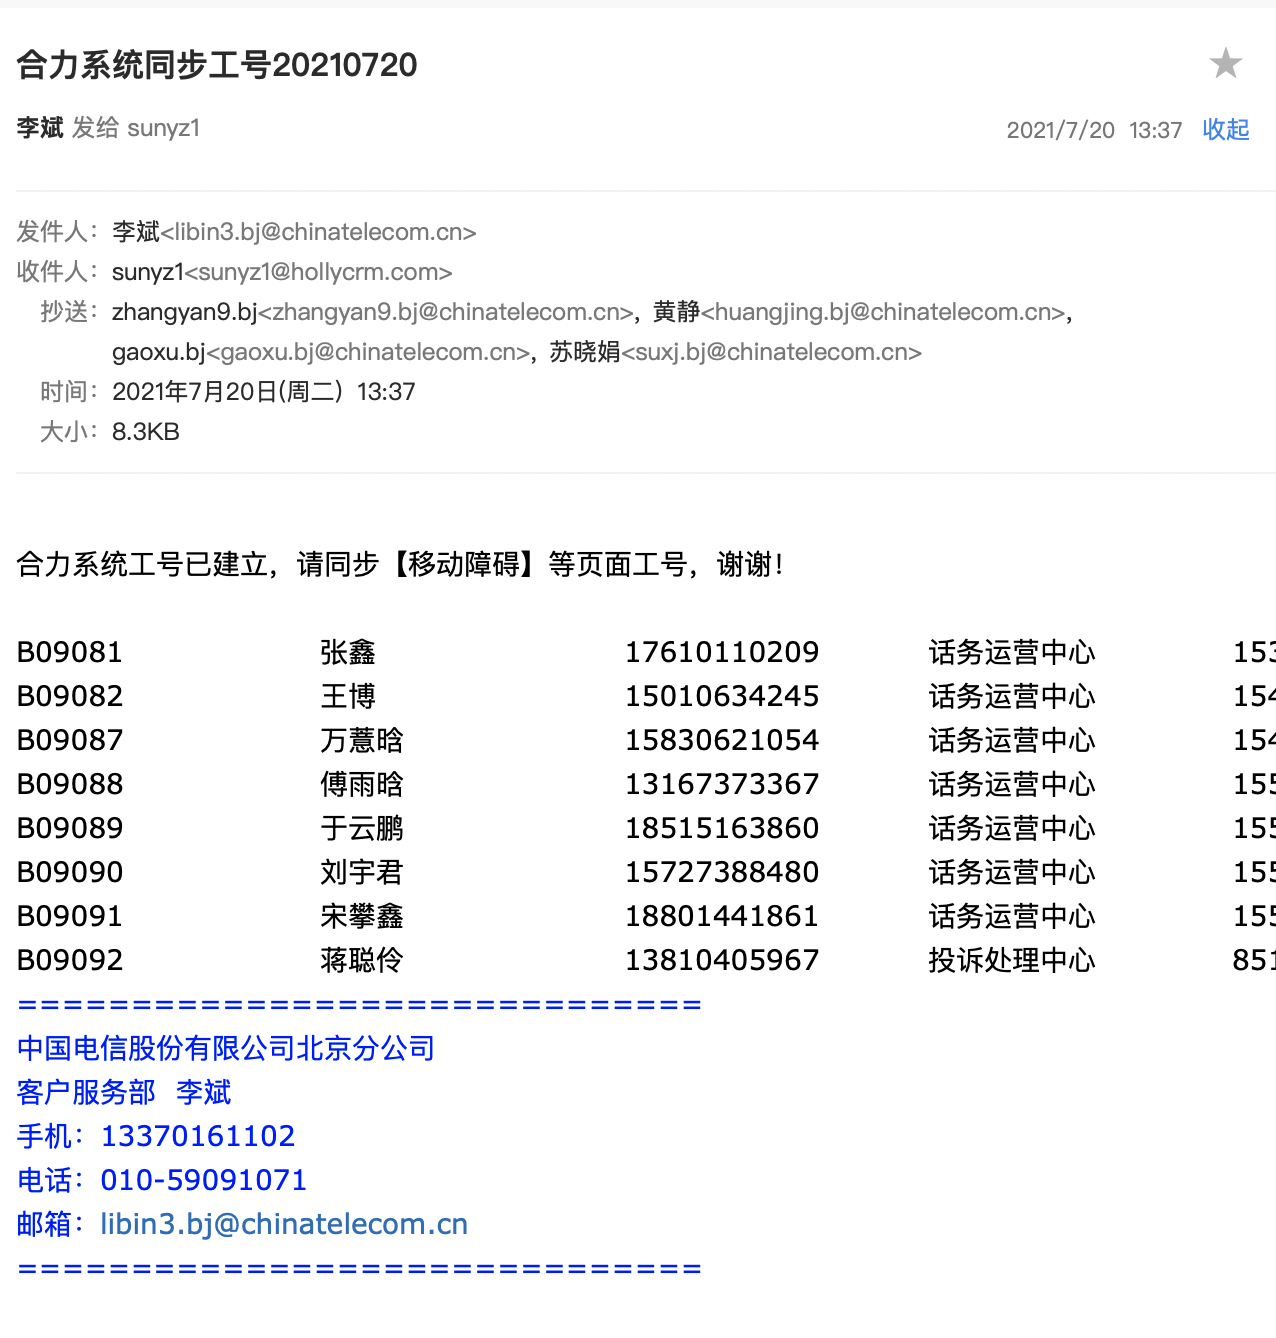 合力系统同步工号20210720
李斌 发给 sunyz1 2021/7/20 13:37 收起
发件人：李斌<libin3.bj@chinatelecom.cn>
收件人：sunyz1<sunyz1@hollycrm.com>
抄送：zhangyan9.bj<zhangyan9.bj@chinatelecom.cn>，黄静<huangjing.bj@chinatelecom.cn>，
gaoxu.bj<gaoxu.bj@chinatelecom.cn>，苏晓娟<suxj.bj@chinatelecom.cn>
时间：2021年7月20日(周二) 13:37
大小：8.3KB
合力系统工号已建立，请同步【移动障碍】等页面工号，谢谢！
B09081 张鑫 17610110209 话务运营中心 153
B09082 王博 15010634245 话务运营中心 154
B09087 万薏晗 15830621054 话务运营中心 154
B09088 傅雨晗 13167373367 话务运营中心 155
B09089 于云鹏 18515163860 话务运营中心 155
B09090 刘宇君 15727388480 话务运营中心 155
B09091 宋攀鑫 18801441861 话务运营中心 155
B09092 蒋聪伶 13810405967 投诉处理中心 851
==============================
中国电信股份有限公司北京分公司
客户服务部 李斌
手机：13370161102
电话：010-59091071
邮箱：libin3.bj@chinatelecom.cn
==============================